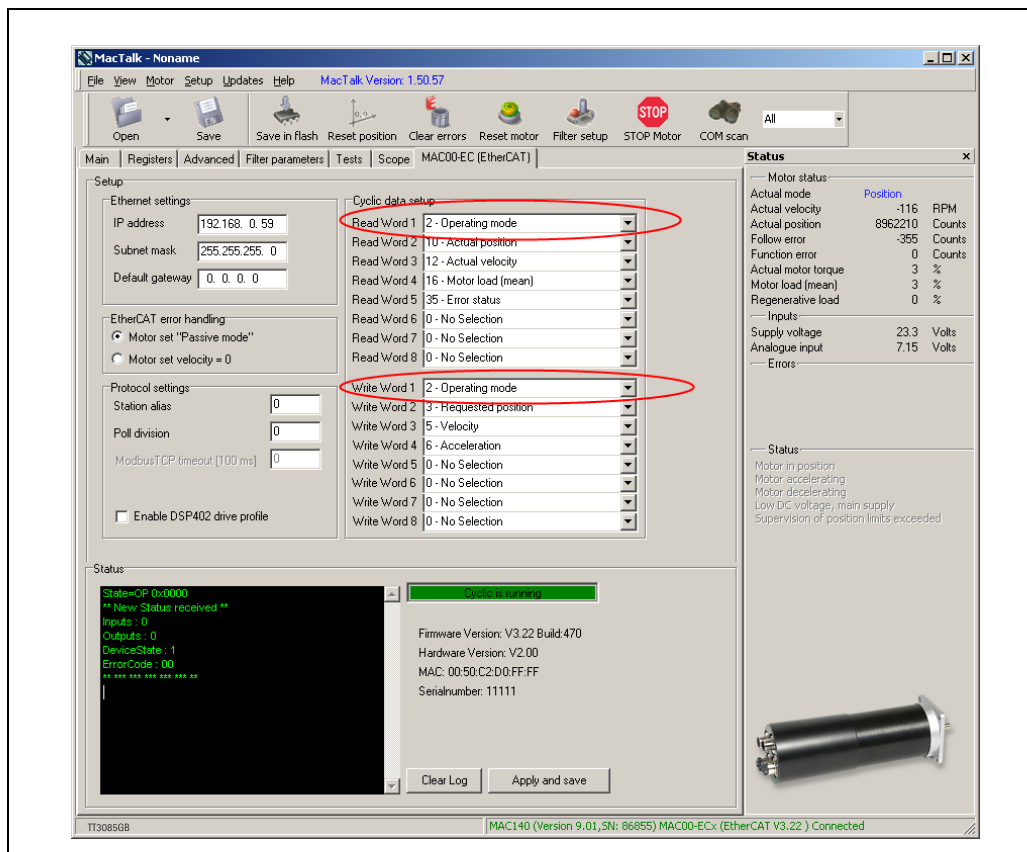 MacTalk - Noname
File View Motor Setup Updates Help MacTalk Version: 1.50.57
Open Save Save in flash Reset position Clear errors Reset motor Filter setup STOP Motor COM scan All
STOP
Main Registers Advanced Filter parameters Tests Scope MAC00-EC (EtherCAT)
Setup
Ethernet settings
IP address 192.168. 0. 59
Subnet mask 255.255.255. 0
Default gateway 0. 0. 0. 0
EtherCAT error handling
Motor set "Passive mode"
Motor set velocity = 0
Protocol settings
Station alias 0
Poll division 0
ModbusTCP timeout [100 ms] 0
Enable DSP402 drive profile
Cyclic data setup
Read Word 1 2 - Operating mode
Read Word 2 10 - Actual position
Read Word 3 12 - Actual velocity
Read Word 4 16 - Motor load (mean)
Read Word 5 35 - Error status
Read Word 6 0 - No Selection
Read Word 7 0 - No Selection
Read Word 8 0 - No Selection
Write Word 1 2 - Operating mode
Write Word 2 3 - Requested position
Write Word 3 5 - Velocity
Write Word 4 6 - Acceleration
Write Word 5 0 - No Selection
Write Word 6 0 - No Selection
Write Word 7 0 - No Selection
Write Word 8 0 - No Selection
Status
State=OP 0x0000
** New Status received **
Inputs : 0
Outputs : 0
DeviceState : 1
ErrorCode : 00
** *** *** *** *** *** **
Cyclic is running
Firmware Version: V3.22 Build:470
Hardware Version: V2.00
MAC: 00:50:C2:D0:FF:FF
Serialnumber: 11111
Clear Log Apply and save
Status x
Motor status
Actual mode Position
Actual velocity -116 RPM
Actual position 8962210 Counts
Follow error -355 Counts
Function error 0 Counts
Actual motor torque 3 %
Motor load (mean) 3 %
Regenerative load 0 %
Inputs
Supply voltage 23.3 Volts
Analogue input 7.15 Volts
Errors
Status
Motor in position
Motor accelerating
Motor decelerating
Low DC voltage, main supply
Supervision of position limits exceeded
TT3085GB
MAC140 (Version 9.01,SN: 86855) MAC00-ECx (EtherCAT V3.22 ) Connected